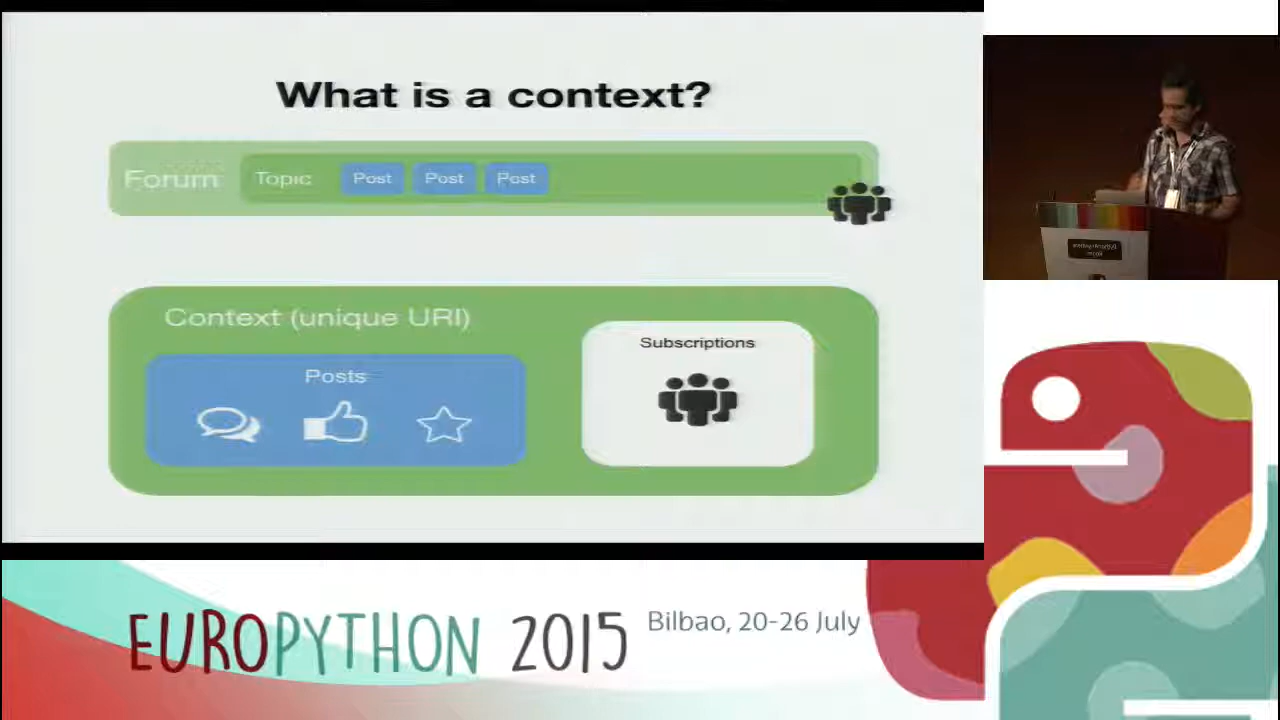 What is a context?
Forum
Topic
Post
Post
Post
Context (unique URI)
Posts
Subscriptions
EUROPYTHON 2015
Bilbao, 20-26 July